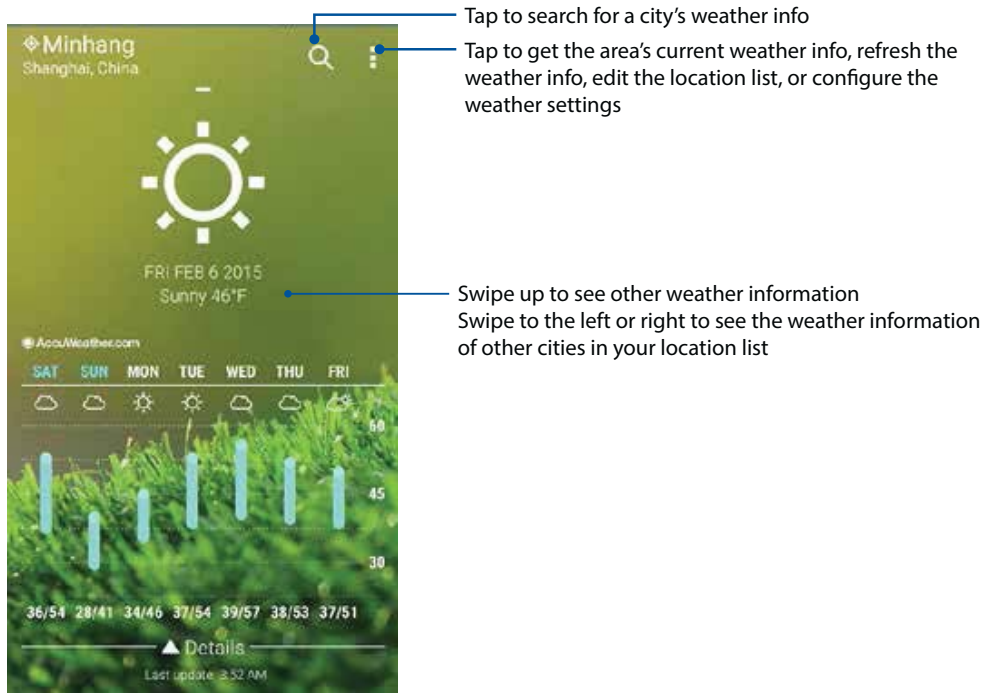 Tap to search for a city’s weather info
Tap to get the area’s current weather info, refresh the
weather info, edit the location list, or configure the
weather settings
Minhang
Shanghai, China
FRI FEB 6 2015
Sunny 46°F
Swipe up to see other weather information
Swipe to the left or right to see the weather information
of other cities in your location list
AccuWeather.com
SAT SUN MON TUE WED THU FRI
60
45
30
36/54 28/41 34/46 37/54 39/57 38/53 37/51
Details
Last update 3:52 AM